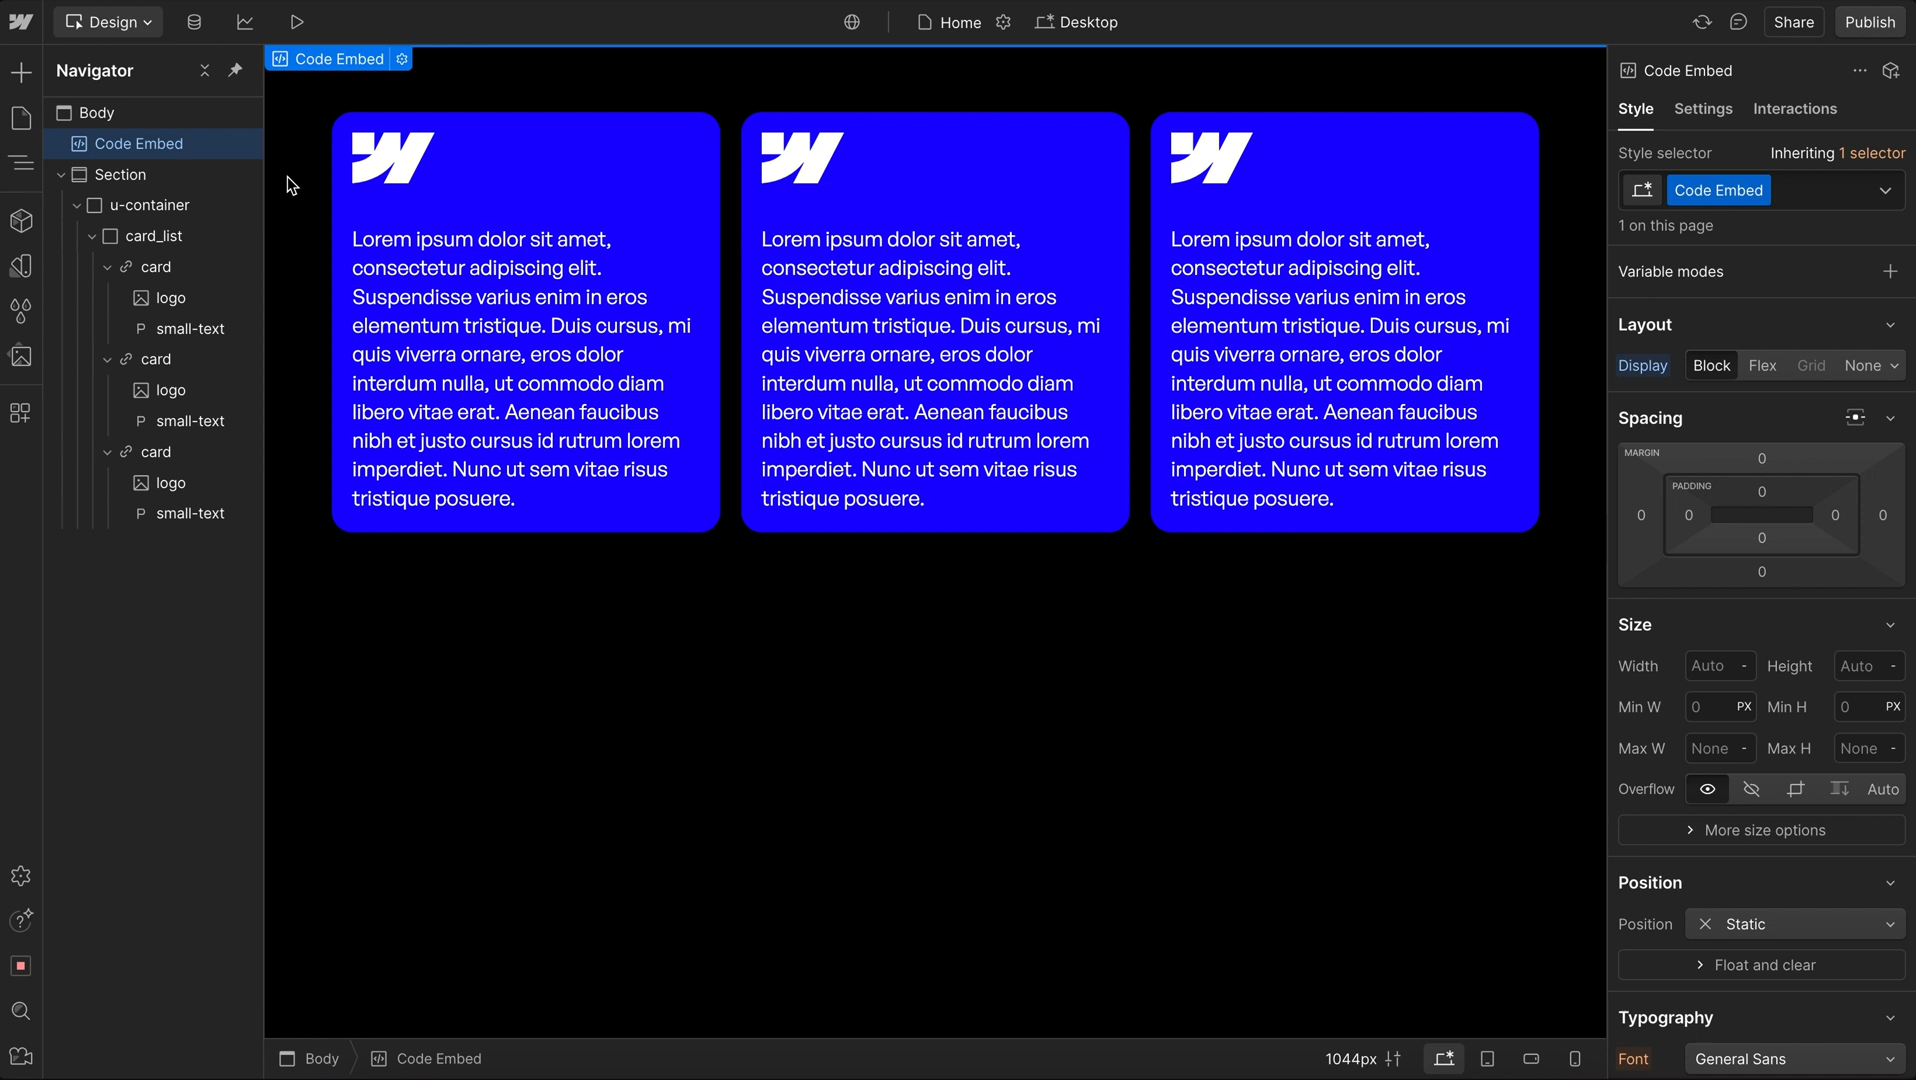 Design
Home
Desktop
Share
Publish
Navigator
Body
Code Embed
Section
u-container
card_list
card
logo
small-text
card
logo
small-text
card
logo
small-text
Code Embed
Lorem ipsum dolor sit amet,
consectetur adipiscing elit.
Suspendisse varius enim in eros
elementum tristique. Duis cursus, mi
quis viverra ornare, eros dolor
interdum nulla, ut commodo diam
libero vitae erat. Aenean faucibus
nibh et justo cursus id rutrum lorem
imperdiet. Nunc ut sem vitae risus
tristique posuere.
Lorem ipsum dolor sit amet,
consectetur adipiscing elit.
Suspendisse varius enim in eros
elementum tristique. Duis cursus, mi
quis viverra ornare, eros dolor
interdum nulla, ut commodo diam
libero vitae erat. Aenean faucibus
nibh et justo cursus id rutrum lorem
imperdiet. Nunc ut sem vitae risus
tristique posuere.
Lorem ipsum dolor sit amet,
consectetur adipiscing elit.
Suspendisse varius enim in eros
elementum tristique. Duis cursus, mi
quis viverra ornare, eros dolor
interdum nulla, ut commodo diam
libero vitae erat. Aenean faucibus
nibh et justo cursus id rutrum lorem
imperdiet. Nunc ut sem vitae risus
tristique posuere.
Body
Code Embed
1044px
Code Embed
Style Settings Interactions
Style selector Inheriting 1 selector
Code Embed
1 on this page
Variable modes
Layout
Display Block Flex Grid None
Spacing
MARGIN 0
PADDING 0
0 0 0 0
0
0
Size
Width Auto - Height Auto -
Min W 0 PX Min H 0 PX
Max W None - Max H None -
Overflow Auto
More size options
Position
Position Static
Float and clear
Typography
Font General Sans